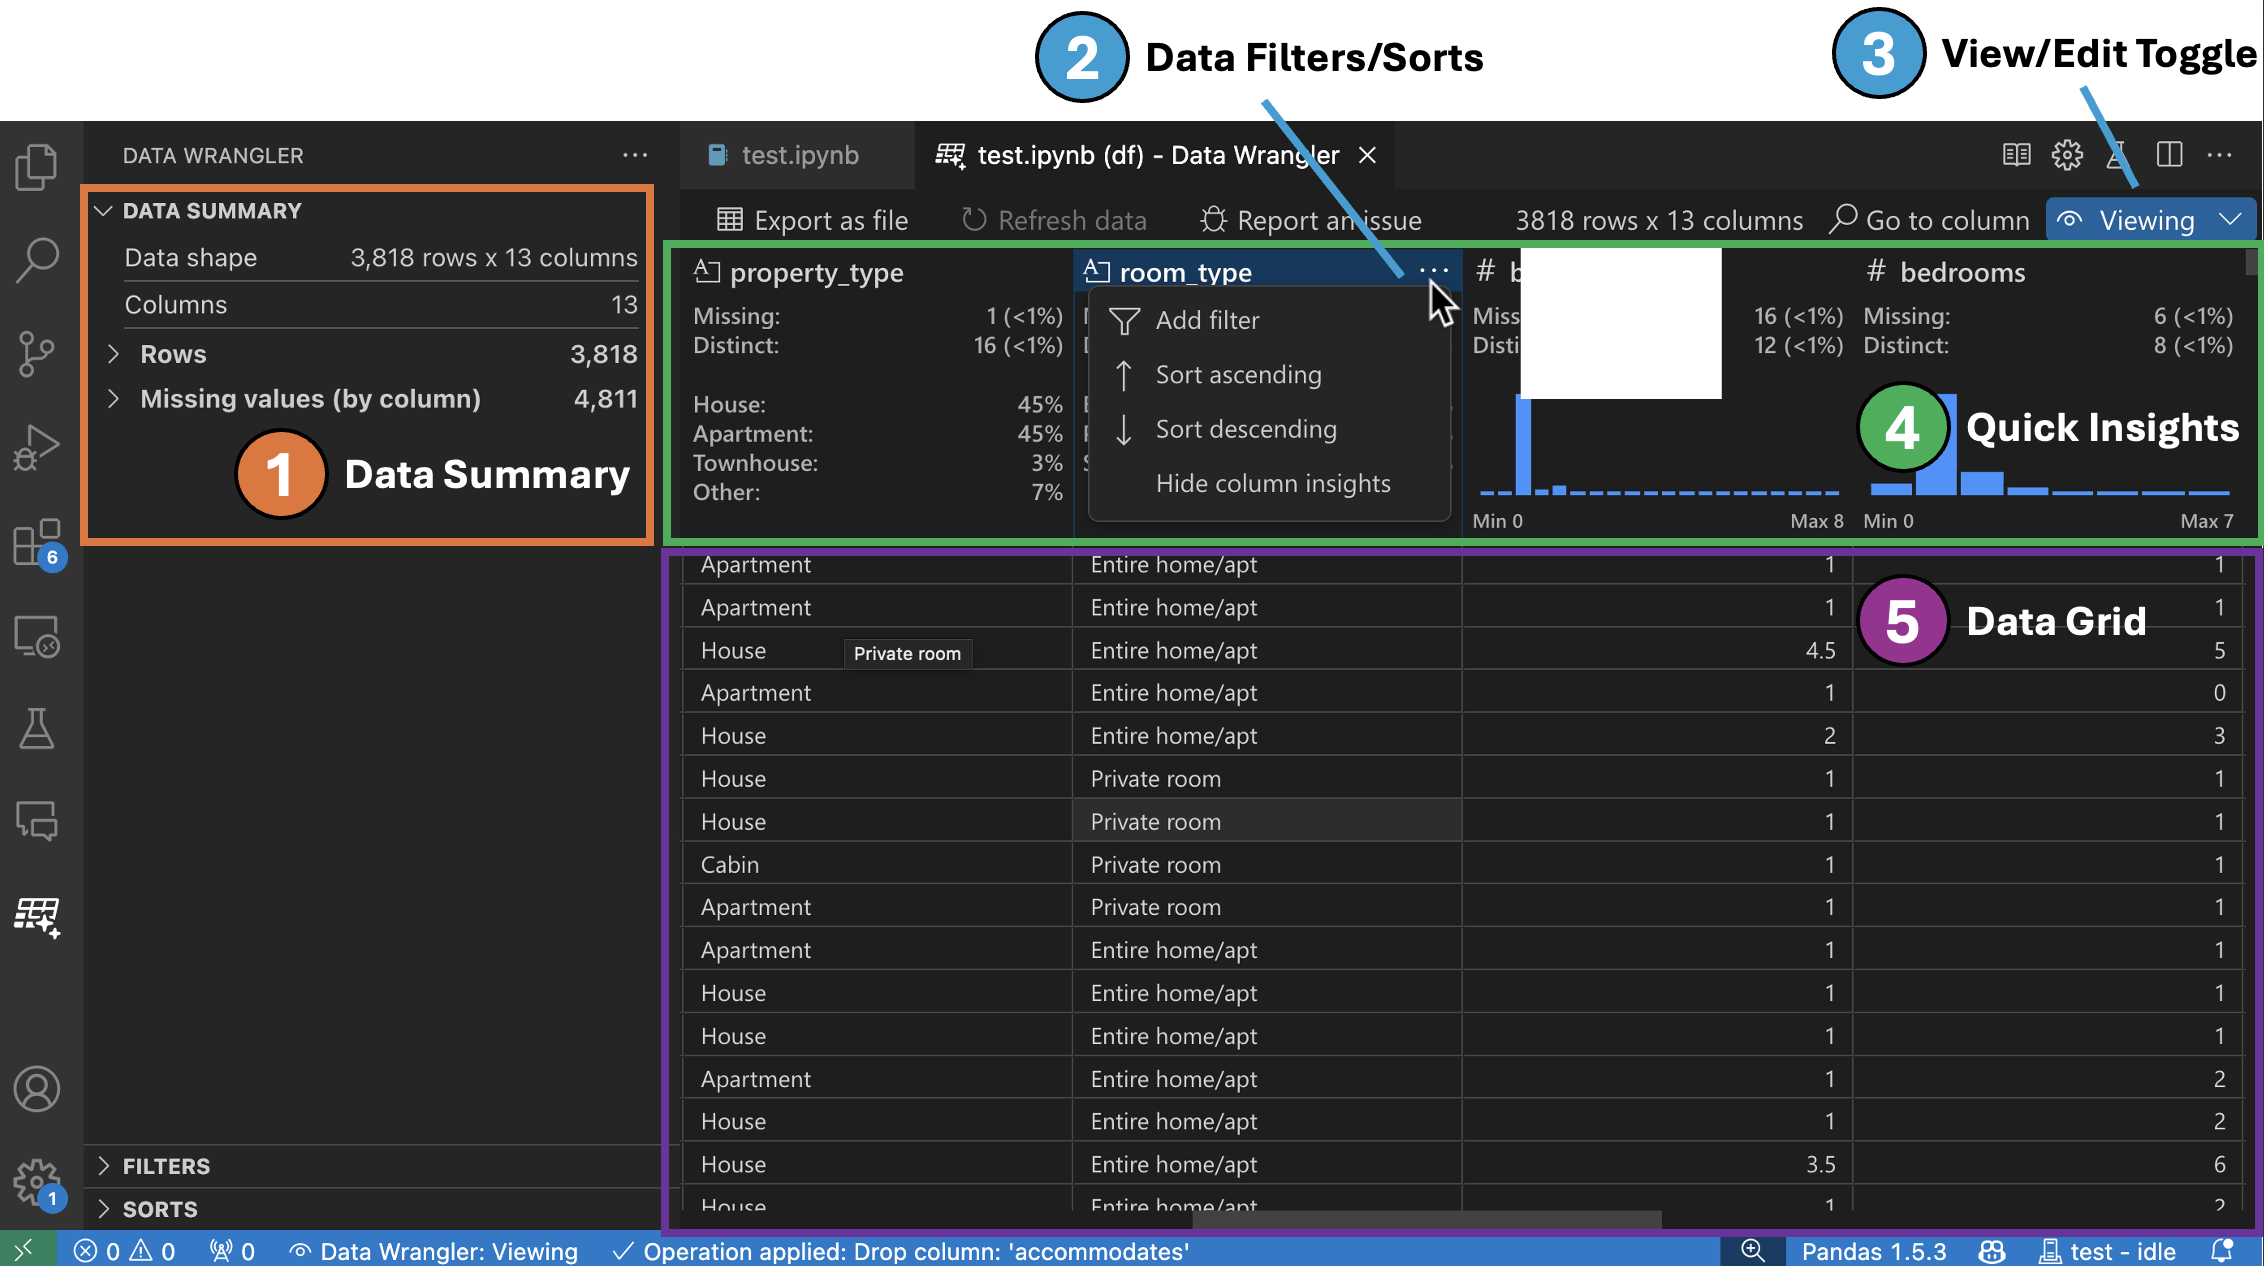 2 Data Filters/Sorts
3 View/Edit Toggle
DATA WRANGLER
test.ipynb
test.ipynb (df) - Data Wrangler
DATA SUMMARY
Data shape 3,818 rows x 13 columns
Columns 13
Rows 3,818
Missing values (by column) 4,811
1 Data Summary
Export as file
Refresh data
Report an issue
3818 rows x 13 columns
Go to column
Viewing
property_type
Missing: 1 (<1%)
Distinct: 16 (<1%)
House: 45%
Apartment: 45%
Townhouse: 3%
Other: 7%
room_type
Add filter
Sort ascending
Sort descending
Hide column insights
# b
16 (<1%)
12 (<1%)
Min 0 Max 8
# bedrooms
Missing: 6 (<1%)
Distinct: 8 (<1%)
4 Quick Insights
Min 0 Max 7
5 Data Grid
Apartment Entire home/apt 1 1
Apartment Entire home/apt 1 1
House Entire home/apt 4.5 5
Private room
Apartment Entire home/apt 1 0
House Entire home/apt 2 3
House Private room 1 1
House Private room 1 1
Cabin Private room 1 1
Apartment Private room 1 1
Apartment Entire home/apt 1 1
House Entire home/apt 1 1
House Entire home/apt 1 1
Apartment Entire home/apt 1 2
House Entire home/apt 1 2
House Entire home/apt 3.5 6
House Entire home/apt 1 2
6
1
FILTERS
SORTS
0 0 0 Data Wrangler: Viewing Operation applied: Drop column: 'accommodates' Pandas 1.5.3 test - idle